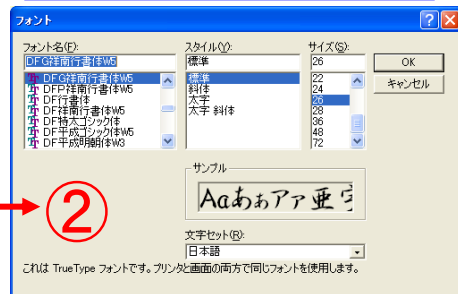 フォント
フォント名(F):
スタイル(Y):
サイズ(S):
DFG祥南行書体W5
標準
26
OK
キャンセル
DFG祥南行書体W5
DFP祥南行書体W5
DF行書体
DF祥南行書体W5
DF特太ゴシック体
DF平成ゴシック体W5
DF平成明朝体W3
標準
斜体
太字
太字 斜体
22
24
26
28
36
48
72
サンプル
Aaあぁアァ亜宇
②
文字セット(R):
日本語
これは TrueType フォントです。プリンタと画面の両方で同じフォントを使用します。